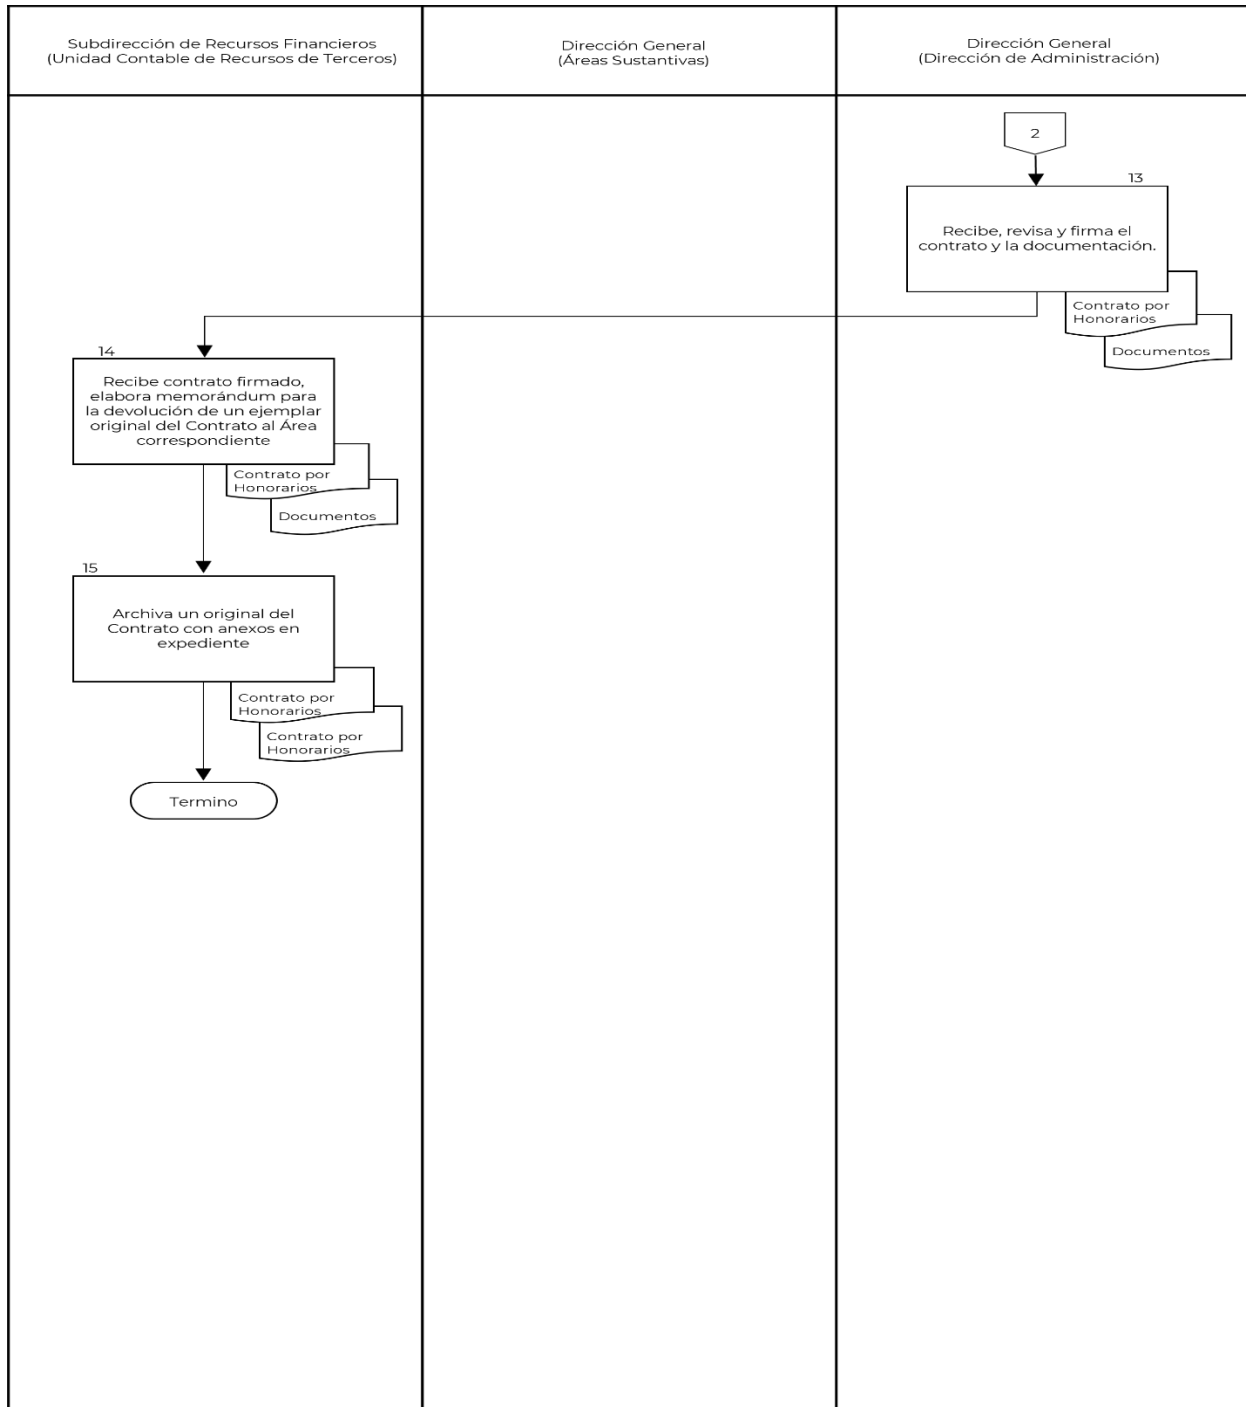 Subdirección de Recursos Financieros
(Unidad Contable de Recursos de Terceros)
Dirección General
(Áreas Sustantivas)
Dirección General
(Dirección de Administración)
2
13
Recibe, revisa y firma el
contrato y la documentación.
Contrato por
Honorarios
Documentos
14
Recibe contrato firmado,
elabora memorándum para
la devolución de un ejemplar
original del Contrato al Área
correspondiente
Contrato por
Honorarios
Documentos
15
Archiva un original del
Contrato con anexos en
expediente
Contrato por
Honorarios
Contrato por
Honorarios
Termino